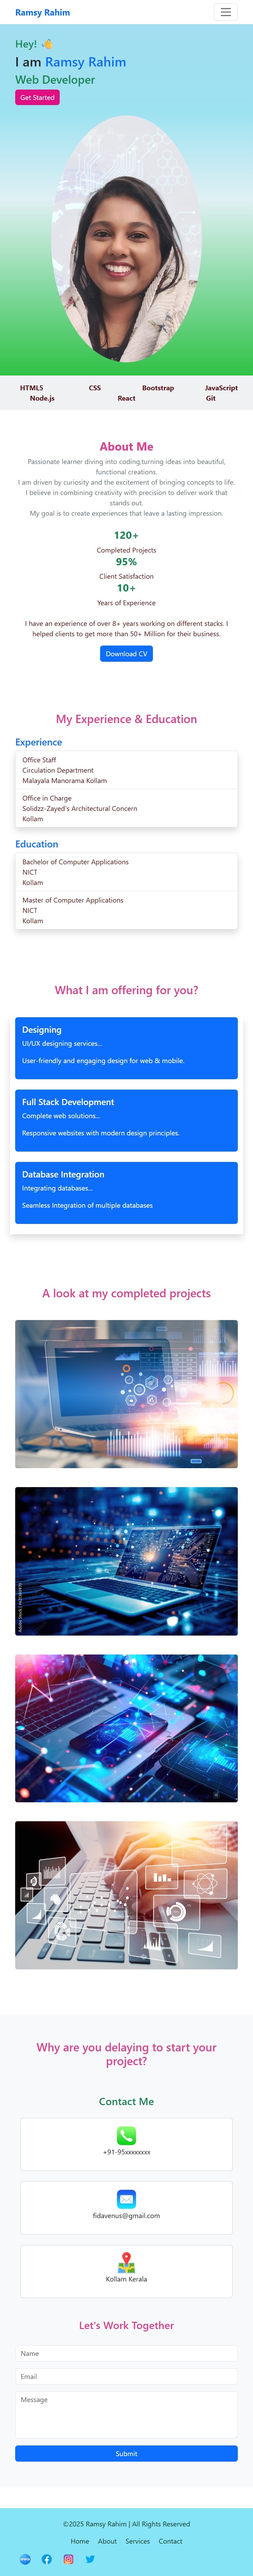 Ramsy Rahim
Hey!
I am Ramsy Rahim
Web Developer
Get Started
HTML5 CSS Bootstrap JavaScript
Node.js React Git
About Me
Passionate learner diving into coding,turning ideas into beautiful,
functional creations.
I am driven by curiosity and the excitement of bringing concepts to life.
I believe in combining creativity with precision to deliver work that
stands out.
My goal is to create experiences that leave a lasting impression.
120+
Completed Projects
95%
Client Satisfaction
10+
Years of Experience
I have an experience of over 8+ years working on different stacks. I
helped clients to get more than 50+ Million for their business.
Download CV
My Experience & Education
Experience
Office Staff
Circulation Department
Malayala Manorama Kollam
Office in Charge
Solidzz-Zayed's Architectural Concern
Kollam
Education
Bachelor of Computer Applications
NICT
Kollam
Master of Computer Applications
NICT
Kollam
What I am offering for you?
Designing
UI/UX designing services...
User-friendly and engaging design for web & mobile.
Full Stack Development
Complete web solutions...
Responsive websites with modern design principles.
Database Integration
Integrating databases...
Seamless Integration of multiple databases
A look at my completed projects
Adobe Stock
Why are you delaying to start your
project?
Contact Me
+91-95xxxxxxxx
fidavenus@gmail.com
Kollam Kerala
Let's Work Together
Name
Email
Message
Submit
©2025 Ramsy Rahim | All Rights Reserved
Home About Services Contact